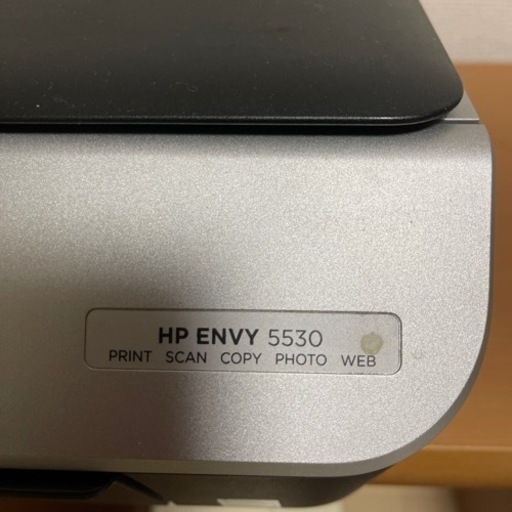 HP ENVY 5530
PRINT SCAN COPY PHOTO WEB